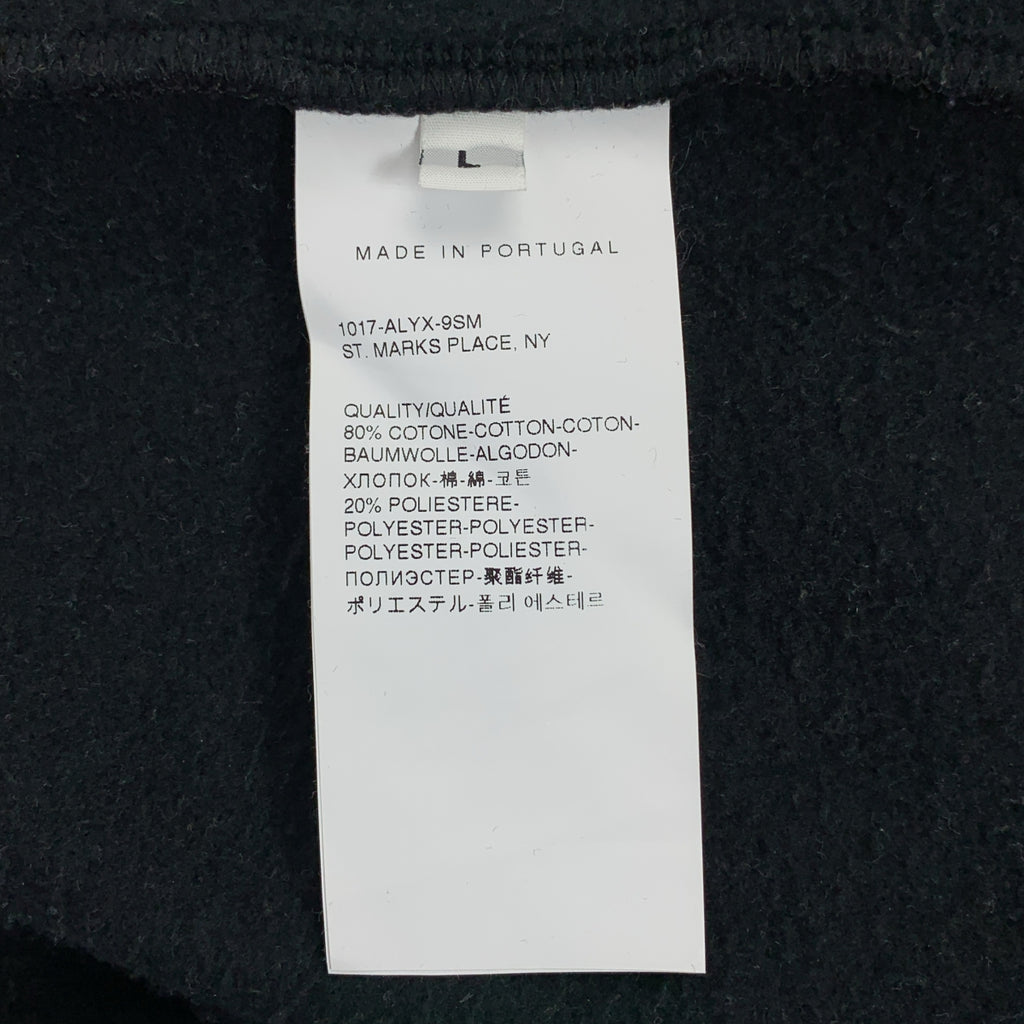 L
MADE IN PORTUGAL
1017-ALYX-9SM
ST. MARKS PLACE, NY
QUALITY/QUALITÉ
80% COTONE-COTTON-COTON-
BAUMWOLLE-ALGODON-
ХЛОПОК-棉-綿-코튼
20% POLIESTERE-
POLYESTER-POLYESTER-
POLYESTER-POLIESTER-
ПОЛИЭСТЕР-聚酯纤维-
ポリエステル-폴리 에스테르